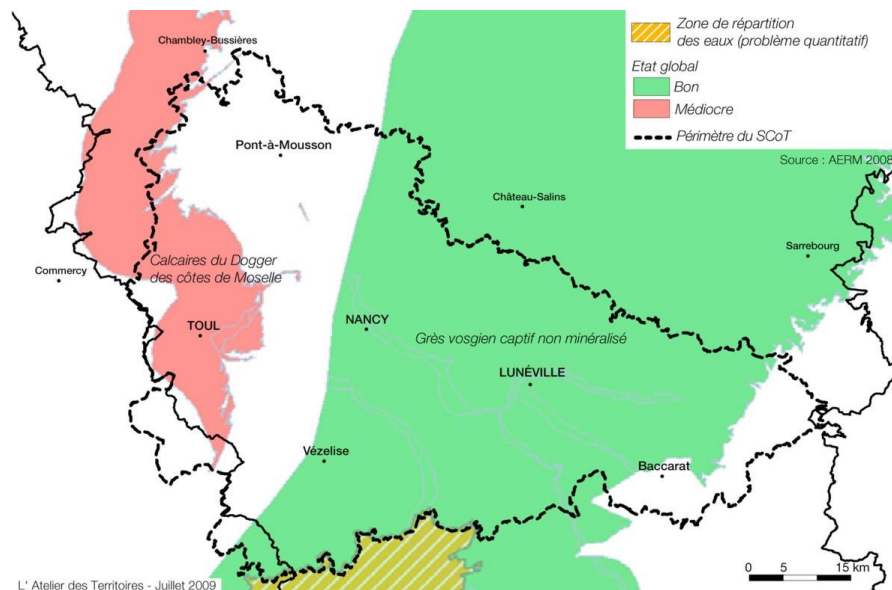 Zone de répartition
des eaux (problème quantitatif)
Etat global
Bon
Médiocre
Périmètre du SCoT
Source : AERM 2008
Chambley-Bussières
Pont-à-Mousson
Château-Salins
Sarrebourg
Commercy
Calcaires du Dogger
des côtes de Moselle
TOUL
NANCY
Grès vosgien captif non minéralisé
LUNÉVILLE
Vézelise
Baccarat
0 5 15 km
L' Atelier des Territoires - Juillet 2009